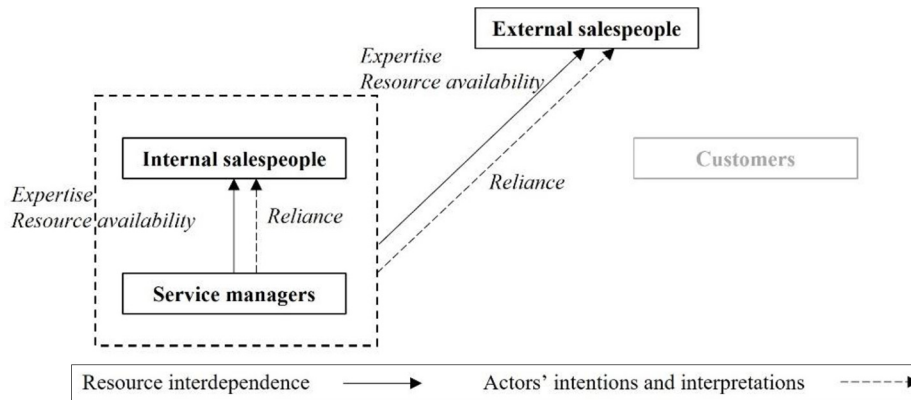 External salespeople
Expertise
Resource availability
Internal salespeople
Customers
Expertise
Resource availability
Reliance
Reliance
Service managers
Resource interdependence
Actors' intentions and interpretations